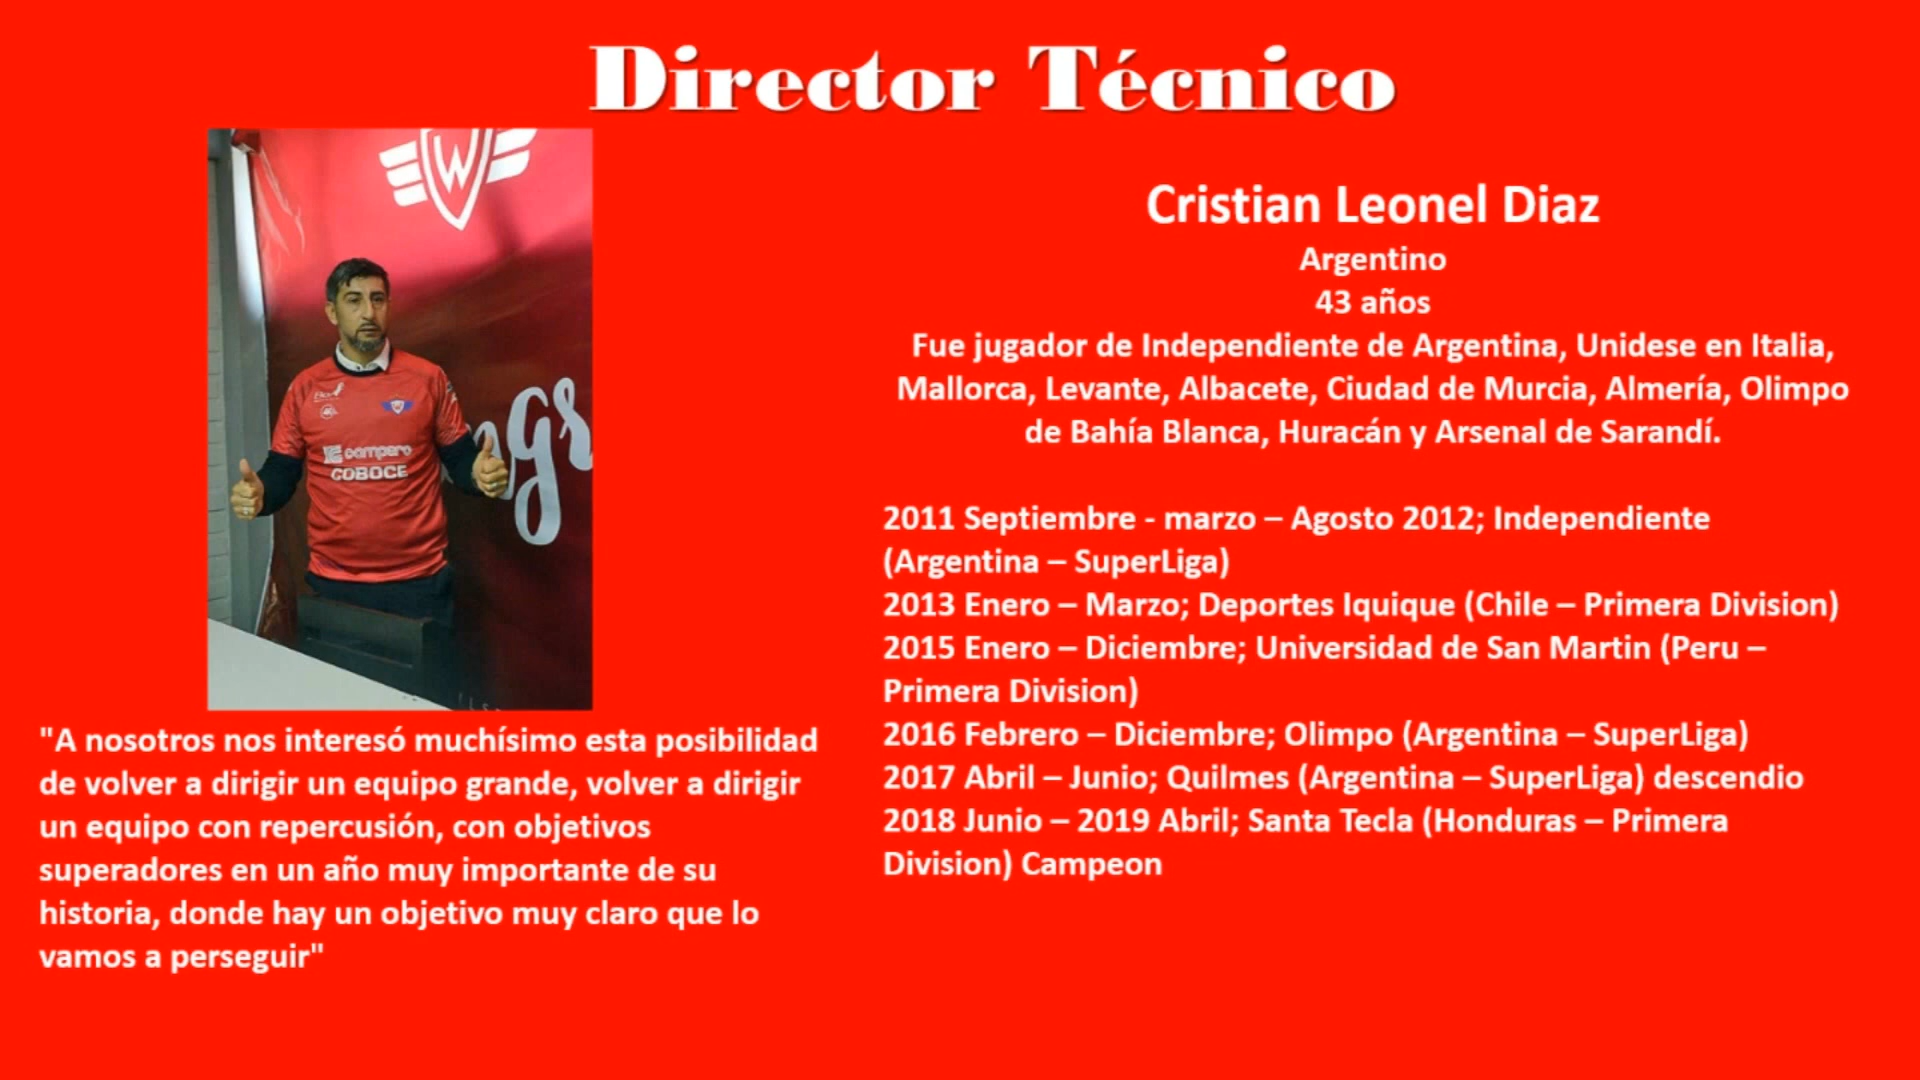 Director Técnico
W
campero
COBOCE
"A nosotros nos interesó muchísimo esta posibilidad
de volver a dirigir un equipo grande, volver a dirigir
un equipo con repercusión, con objetivos
superadores en un año muy importante de su
historia, donde hay un objetivo muy claro que lo
vamos a perseguir"
Cristian Leonel Diaz
Argentino
43 años
Fue jugador de Independiente de Argentina, Unidese en Italia,
Mallorca, Levante, Albacete, Ciudad de Murcia, Almería, Olimpo
de Bahía Blanca, Huracán y Arsenal de Sarandí.
2011 Septiembre - marzo – Agosto 2012; Independiente
(Argentina – SuperLiga)
2013 Enero – Marzo; Deportes Iquique (Chile – Primera Division)
2015 Enero – Diciembre; Universidad de San Martin (Peru –
Primera Division)
2016 Febrero – Diciembre; Olimpo (Argentina – SuperLiga)
2017 Abril – Junio; Quilmes (Argentina – SuperLiga) descendio
2018 Junio – 2019 Abril; Santa Tecla (Honduras – Primera
Division) Campeon